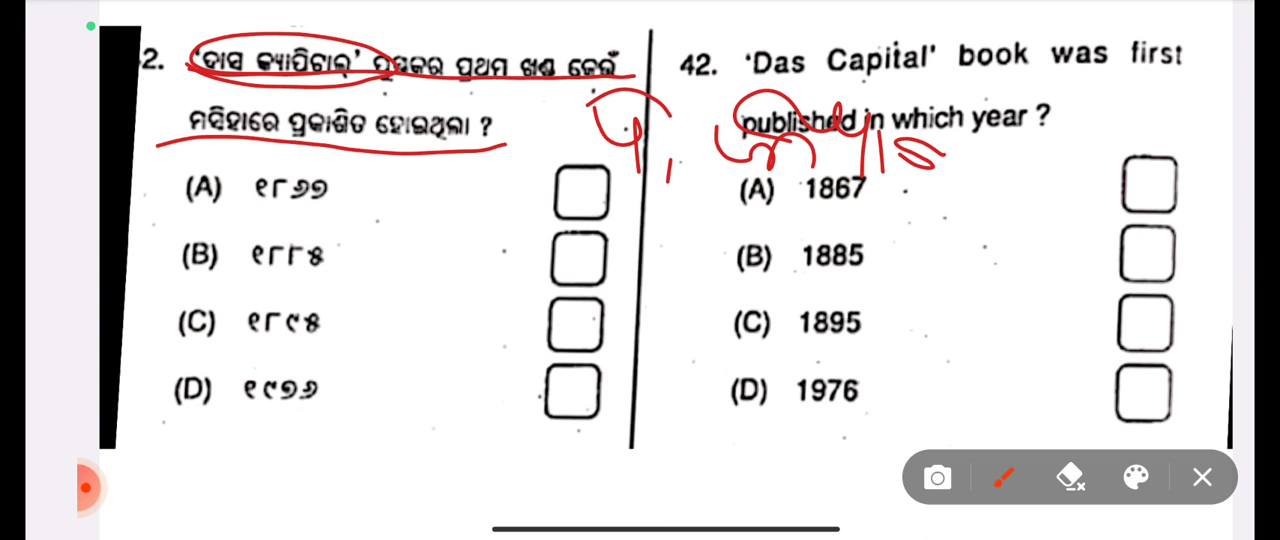 2. 'ଦାସ କ୍ୟାପିଟାଲ୍' ପୁସ୍ତକର ପ୍ରଥମ ଖଣ୍ଡ କେଉଁ
ମସିହାରେ ପ୍ରକାଶିତ ହୋଇଥିଲା ?
(A) ୧୮୬୭
(B) ୧୮୮୫
(C) ୧୮୯୫
(D) ୧୯୭୬
42. 'Das Capital' book was first
published in which year ?
(A) 1867
(B) 1885
(C) 1895
(D) 1976